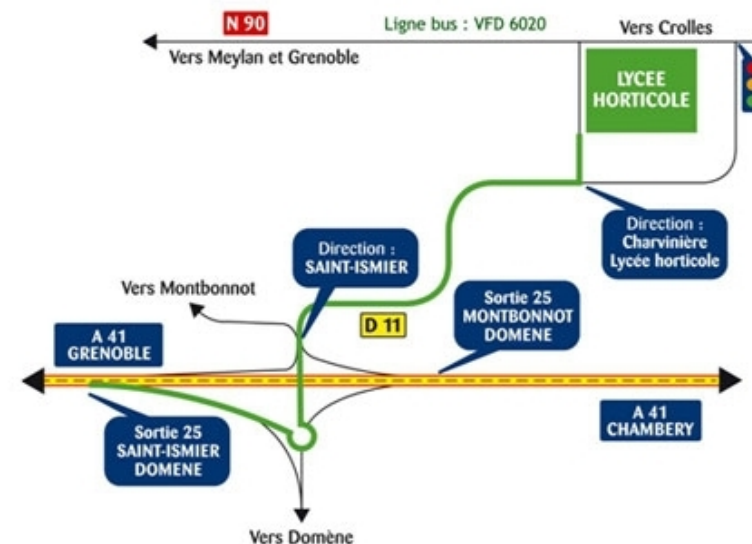 N 90
Ligne bus : VFD 6020
Vers Crolles
Vers Meylan et Grenoble
LYCEE
HORTICOLE
Direction :
Charvinière
Lycée horticole
Direction :
SAINT-ISMIER
Vers Montbonnot
Sortie 25
MONTBONNOT
DOMENE
D 11
A 41
GRENOBLE
A 41
CHAMBERY
Sortie 25
SAINT-ISMIER
DOMENE
Vers Domène